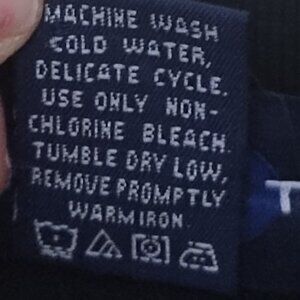 MACHINE WASH
COLD WATER,
DELICATE CYCLE.
USE ONLY NON-
CHLORINE BLEACH.
TUMBLE DRY LOW,
REMOVE PROMPTLY
WARM IRON.
T